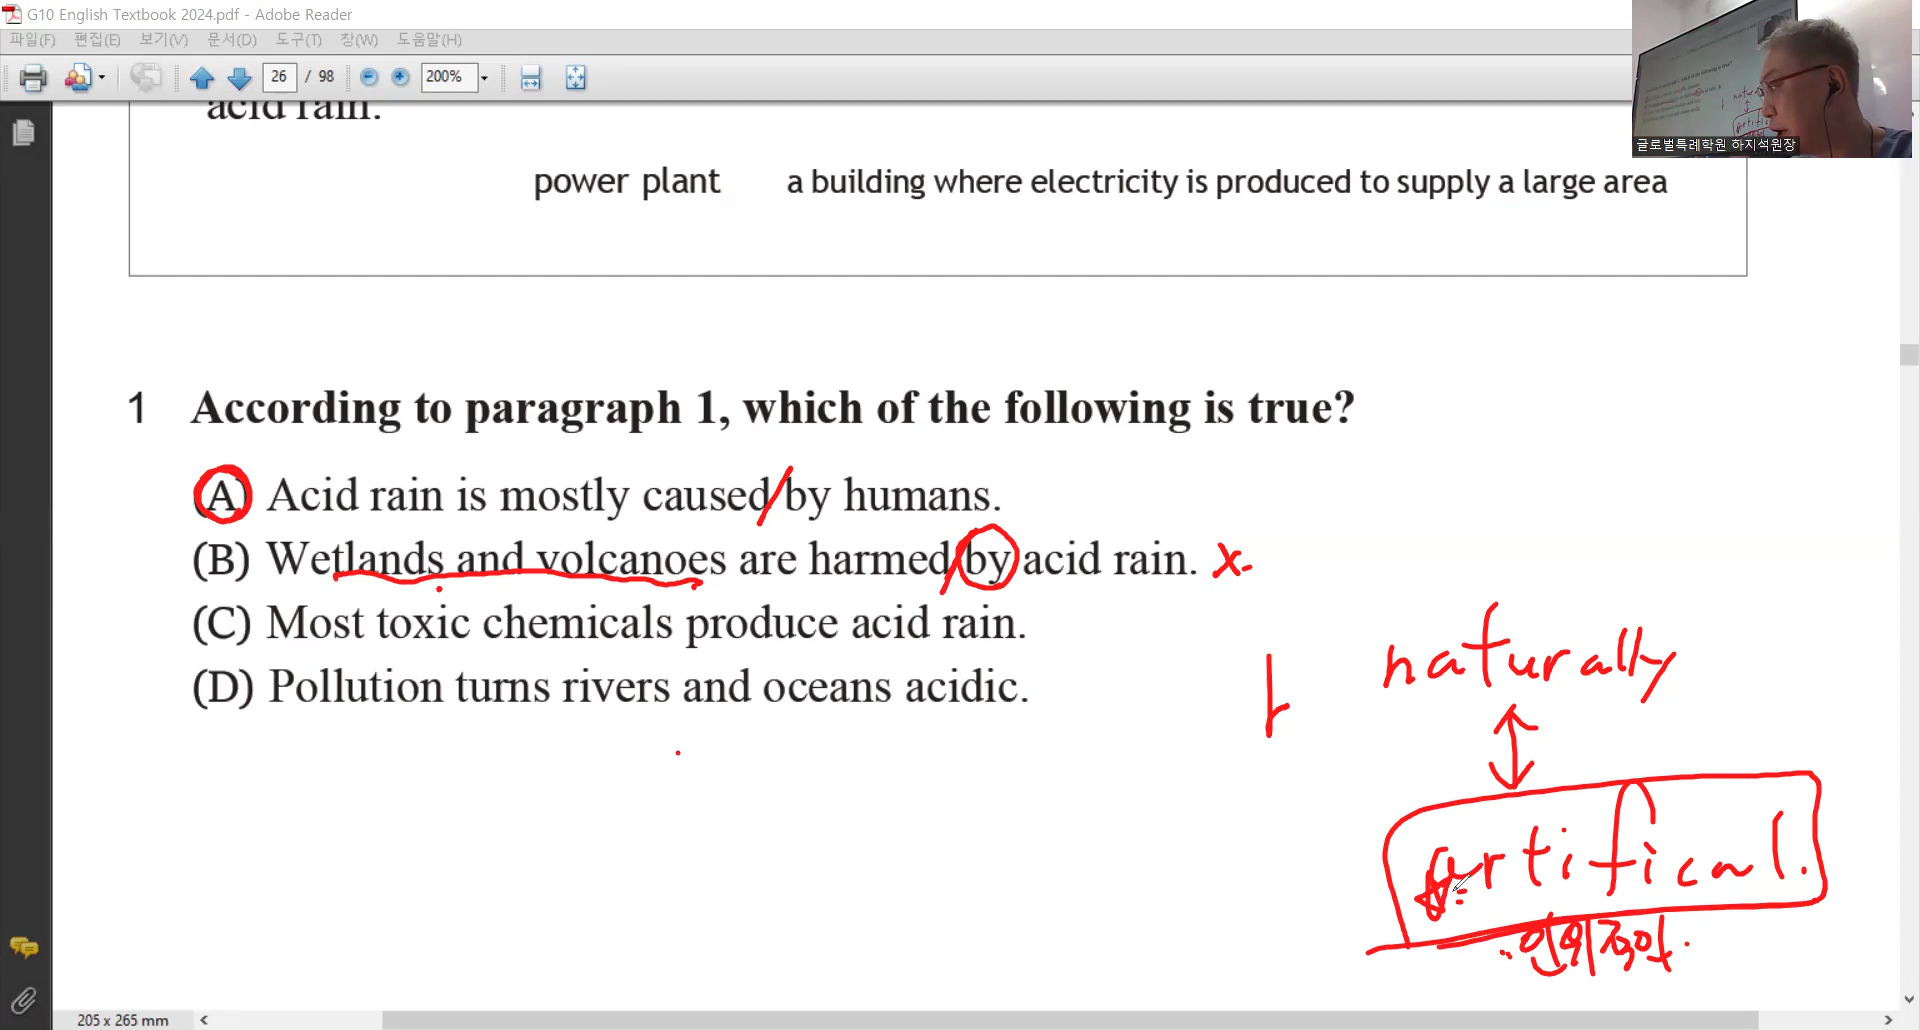 G10 English Textbook 2024.pdf - Adobe Reader
파일(F) 편집(E) 보기(V) 문서(D) 도구(T) 창(W) 도움말(H)
26 / 98 200%
글로벌특례학원 하지석원장
acid rain.
power plant a building where electricity is produced to supply a large area
1 According to paragraph 1, which of the following is true?
(A) Acid rain is mostly caused by humans.
(B) Wetlands and volcanoes are harmed by acid rain. X
(C) Most toxic chemicals produce acid rain.
(D) Pollution turns rivers and oceans acidic.
naturally
artifical.
205 x 265 mm